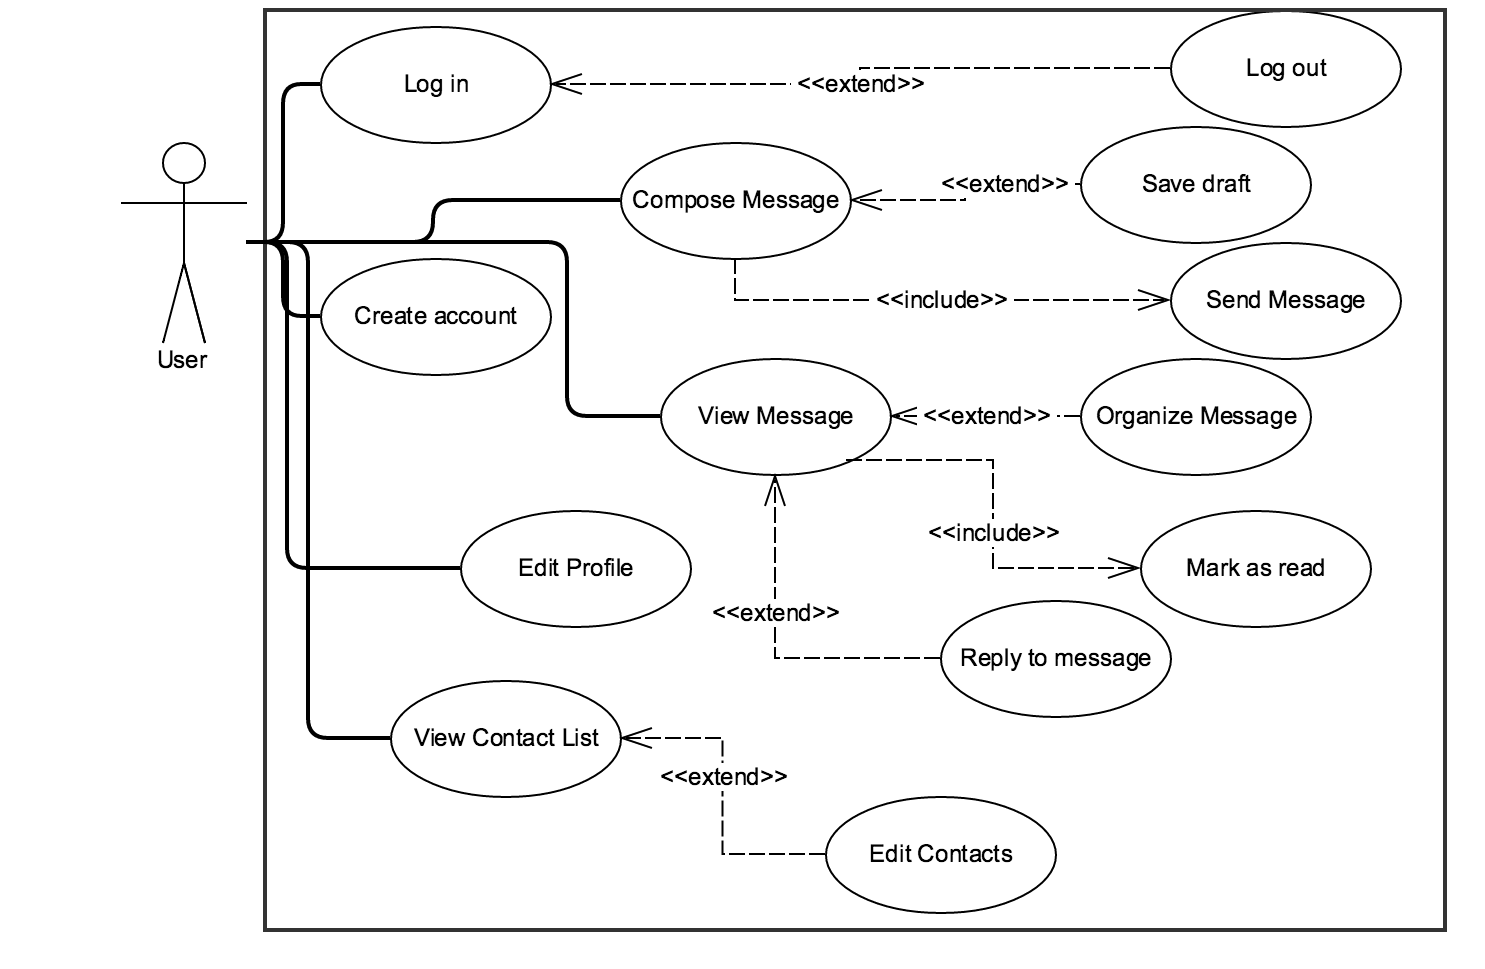 Log in
<<extend>>
Log out
Compose Message
<<extend>>
Save draft
User
Create account
<<include>>
Send Message
View Message
<<extend>>
Organize Message
Edit Profile
<<include>>
Mark as read
<<extend>>
Reply to message
View Contact List
<<extend>>
Edit Contacts